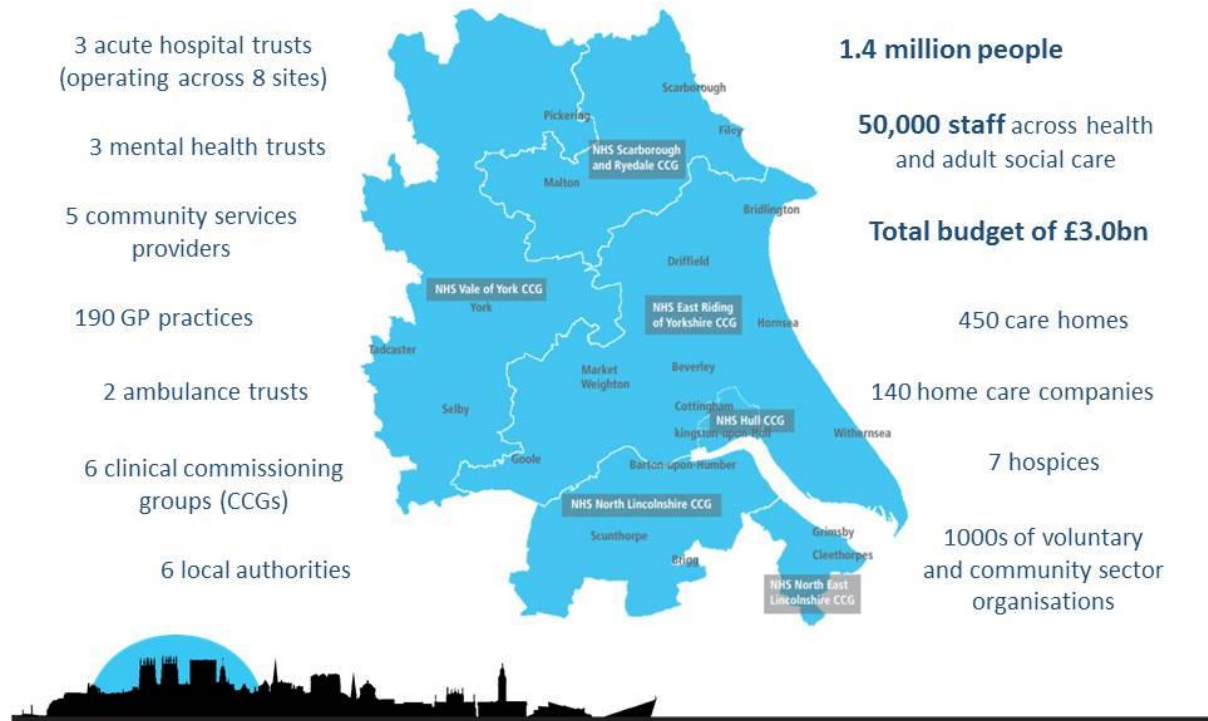 3 acute hospital trusts
(operating across 8 sites)
3 mental health trusts
5 community services
providers
190 GP practices
2 ambulance trusts
6 clinical commissioning
groups (CCGs)
6 local authorities
Scarborough
Pickering
Filey
NHS Scarborough
and Ryedale CCG
Malton
Bridlington
Driffield
NHS Vale of York CCG
York
NHS East Riding
of Yorkshire CCG
Hornsea
Tadcaster
Market
Weighton
Beverley
Selby
Cottingham
NHS Hull CCG
kingston-upon-Hull
Withernsea
Goole
Barton-upon-Humber
NHS North Lincolnshire CCG
Scunthorpe
Brigg
Grimsby
Cleethorpes
NHS North East
Lincolnshire CCG
1.4 million people
50,000 staff across health
and adult social care
Total budget of £3.0bn
450 care homes
140 home care companies
7 hospices
1000s of voluntary
and community sector
organisations